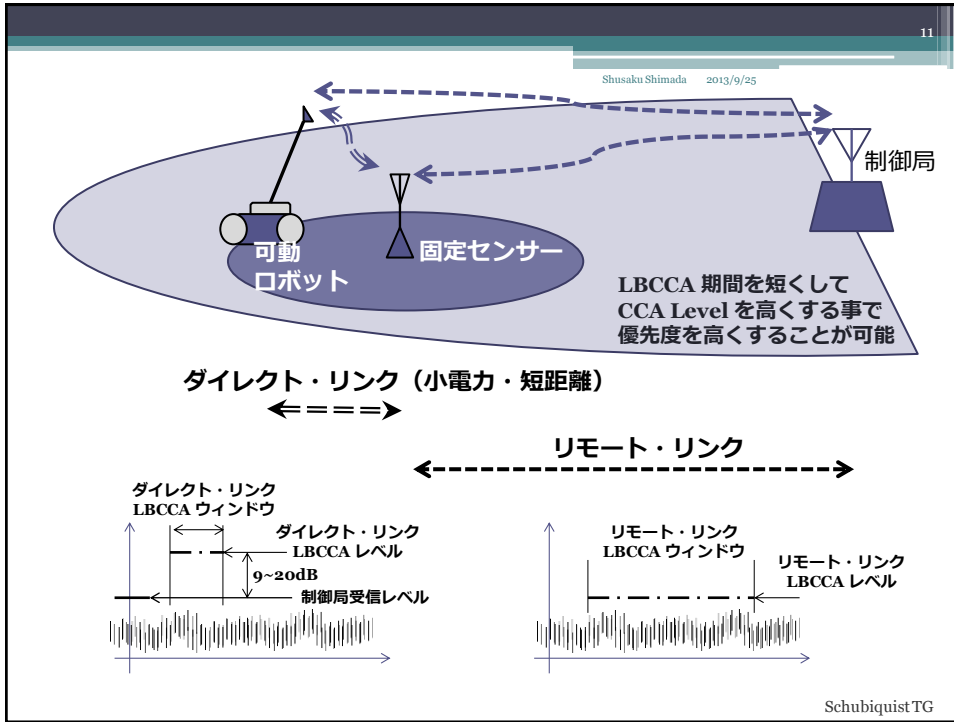 11
Shusaku Shimada 2013/9/25
制御局
可動
ロボット
固定センサー
LBCCA 期間を短くして
CCA Level を高くする事で
優先度を高くすることが可能
ダイレクト・リンク（小電力・短距離）
リモート・リンク
ダイレクト・リンク
LBCCA ウィンドウ
ダイレクト・リンク
LBCCA レベル
9~20dB
制御局受信レベル
リモート・リンク
LBCCA ウィンドウ
リモート・リンク
LBCCA レベル
Schubiquist TG